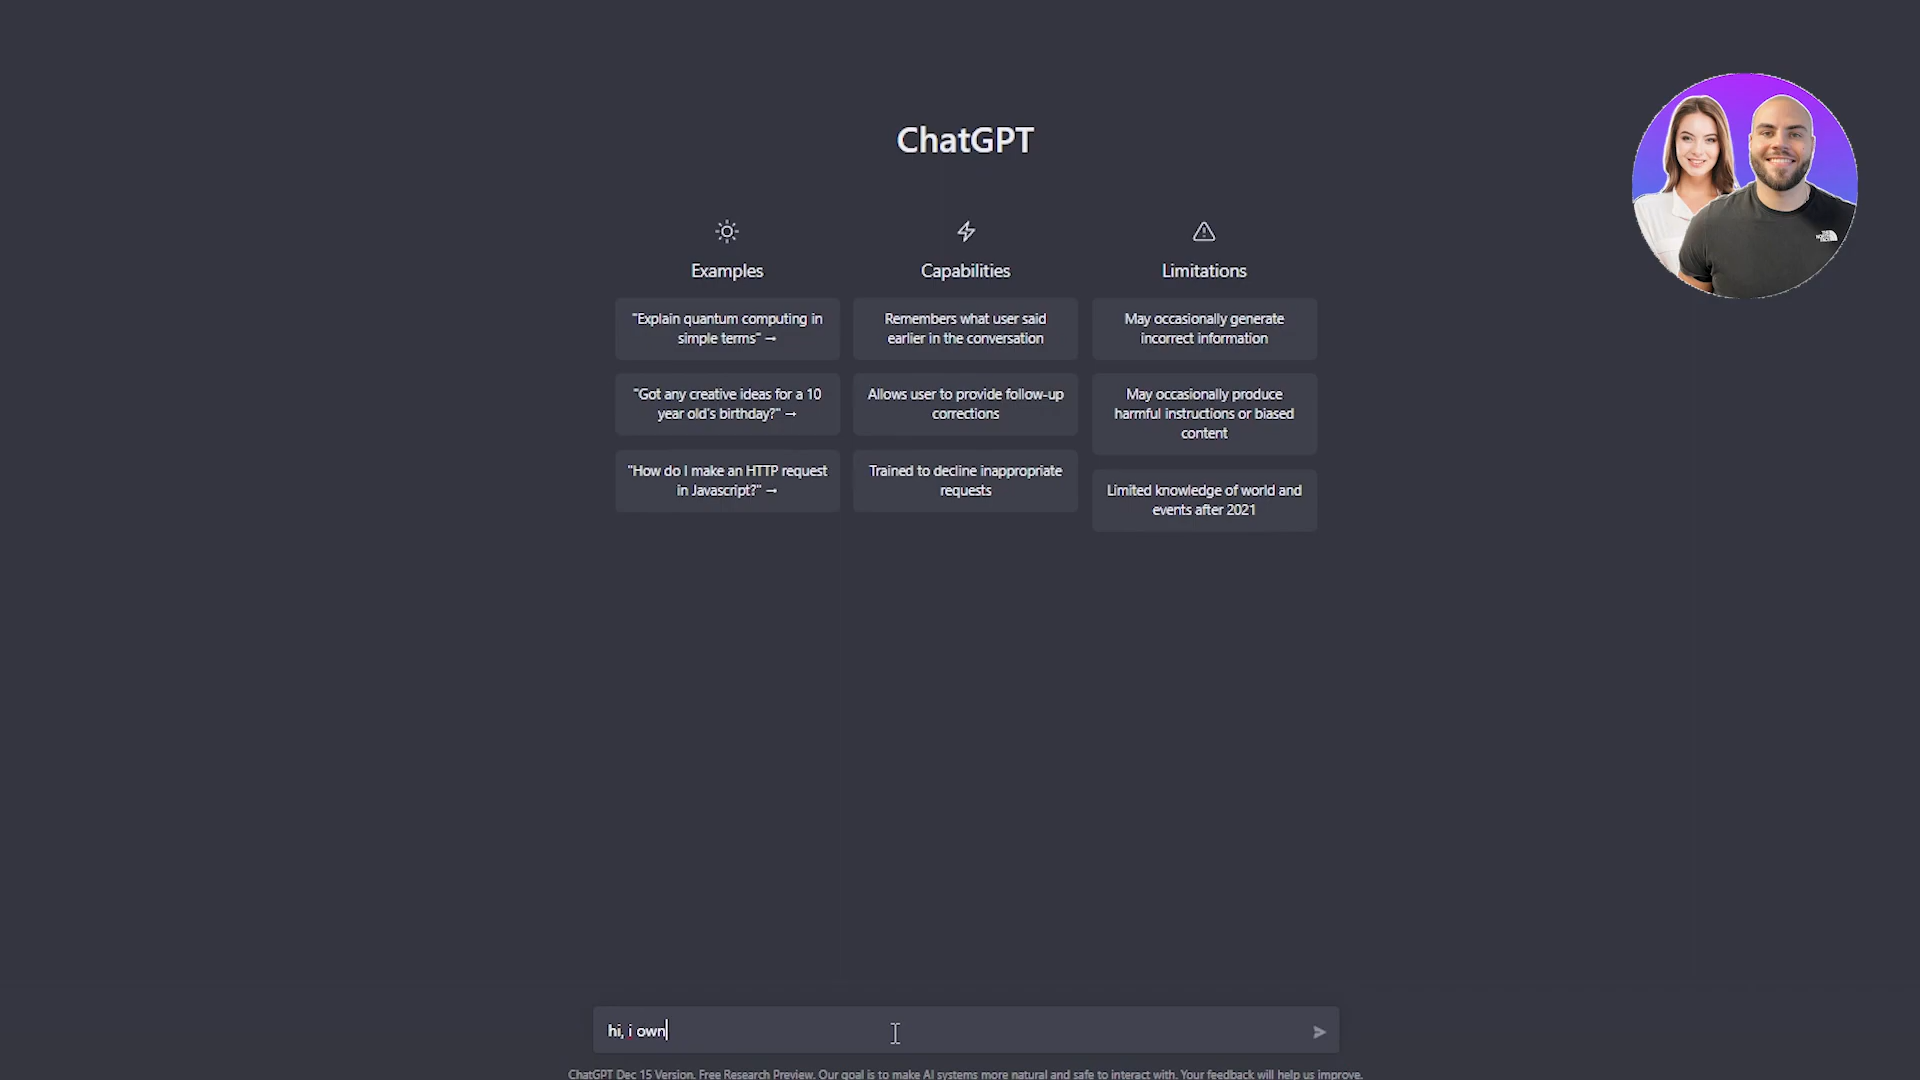 ChatGPT
Examples
"Explain quantum computing in
simple terms" →
"Got any creative ideas for a 10
year old's birthday?" →
"How do I make an HTTP request
in Javascript?" →
Capabilities
Remembers what user said
earlier in the conversation
Allows user to provide follow-up
corrections
Trained to decline inappropriate
requests
Limitations
May occasionally generate
incorrect information
May occasionally produce
harmful instructions or biased
content
Limited knowledge of world and
events after 2021
hi, i own
ChatGPT Dec 15 Version. Free Research Preview. Our goal is to make AI systems more natural and safe to interact with. Your feedback will help us improve.